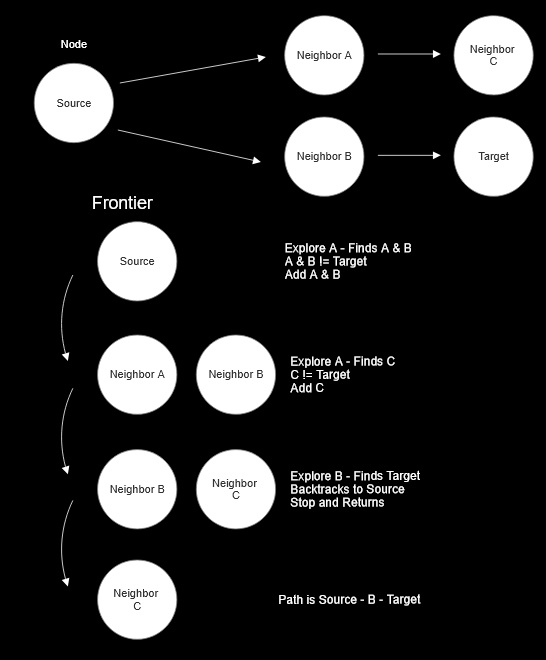 Node
Source
Neighbor A
Neighbor
C
Neighbor B
Target
Frontier
Source
Explore A - Finds A & B
A & B != Target
Add A & B
Neighbor A
Neighbor B
Explore A - Finds C
C != Target
Add C
Neighbor B
Neighbor
C
Explore B - Finds Target
Backtracks to Source
Stop and Returns
Neighbor
C
Path is Source - B - Target